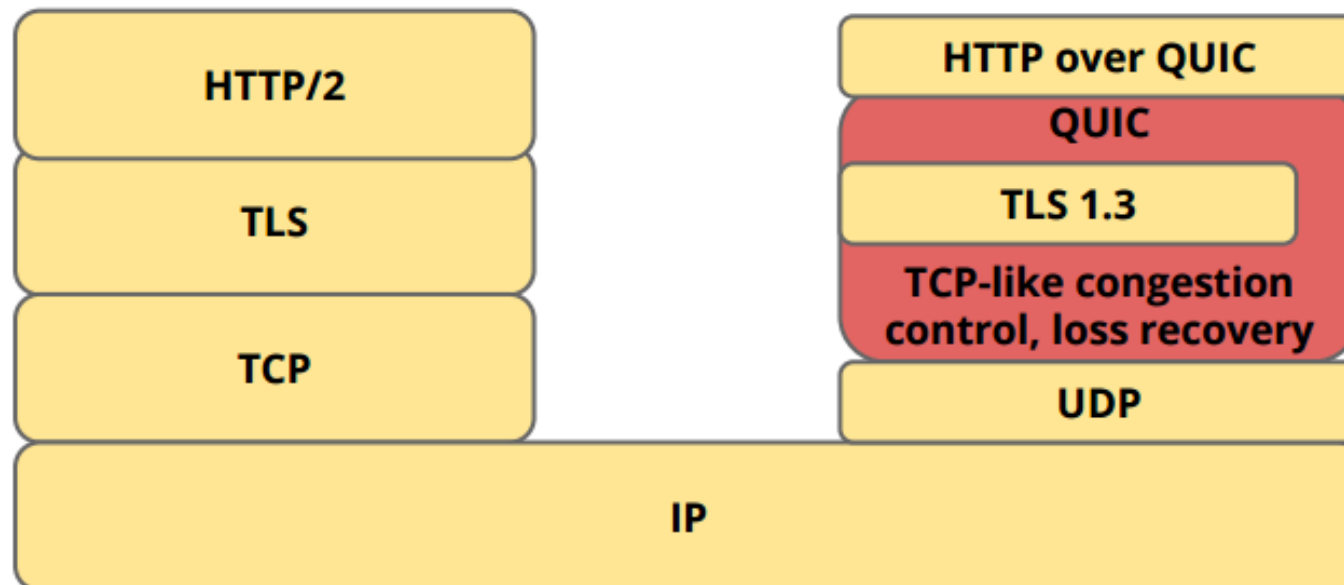 HTTP/2
TLS
TCP
HTTP over QUIC
QUIC
TLS 1.3
TCP-like congestion
control, loss recovery
UDP
IP